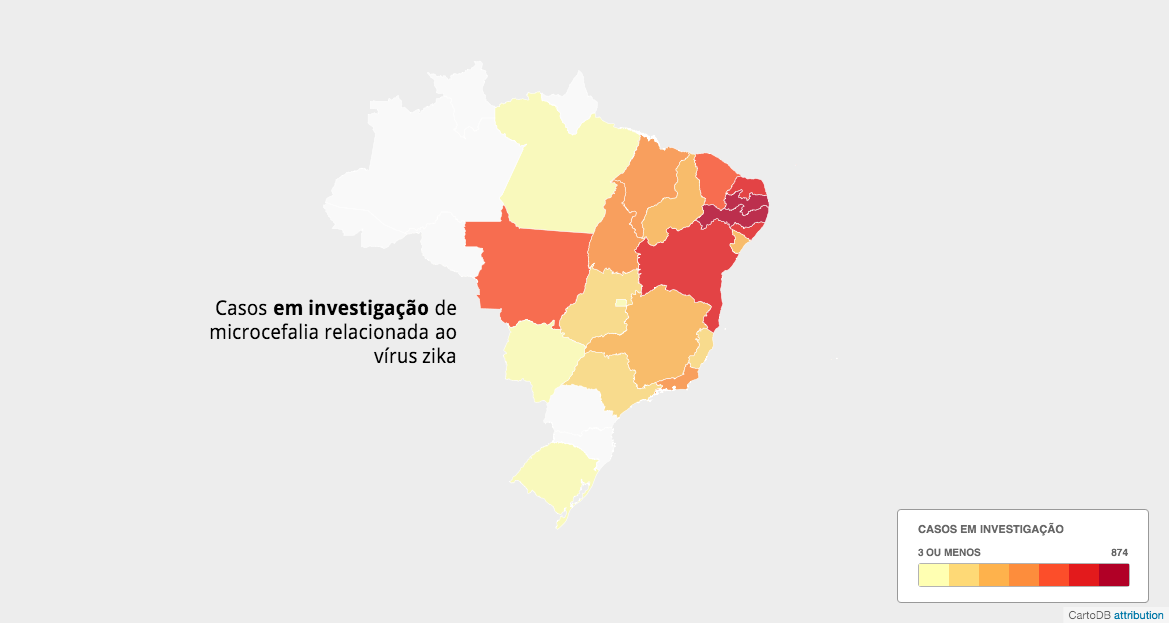 Casos em investigação de
microcefalia relacionada ao
vírus zika
CASOS EM INVESTIGAÇÃO
3 OU MENOS 874
CartoDB attribution